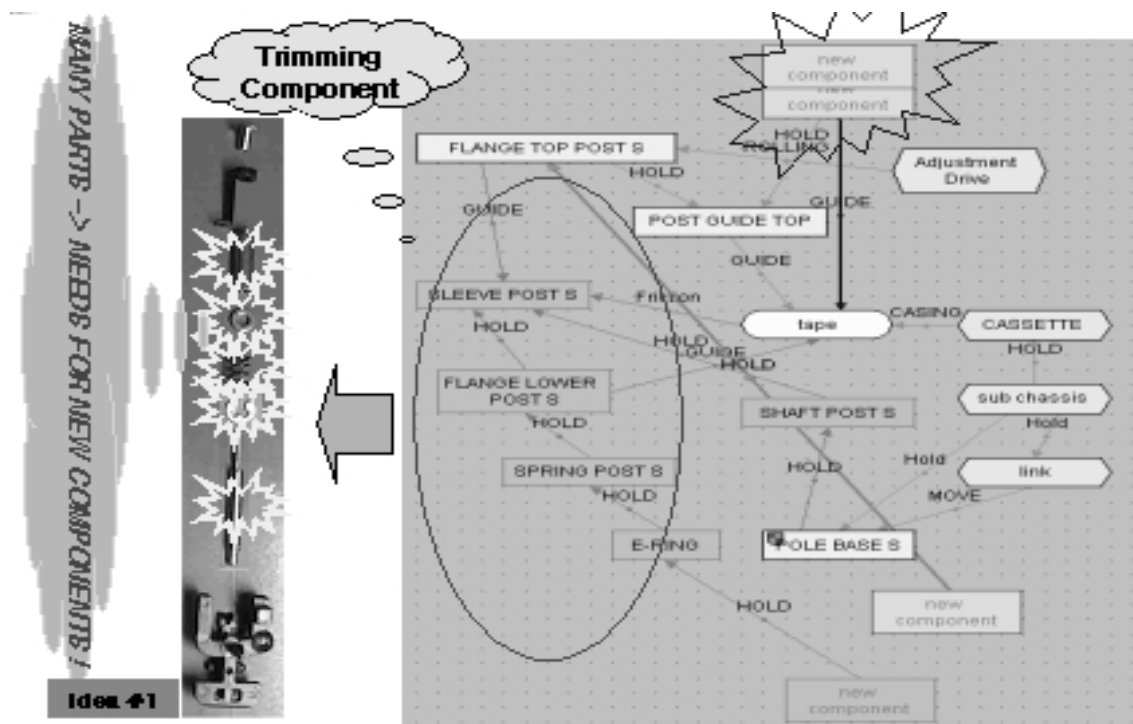 MANY PARTS -> NEEDS FOR NEW COMPONENTS !
Trimming
Component
new
component
new
component
HOLD
ROLLING
FLANGE TOP POST S
Adjustment
Drive
HOLD
GUIDE
GUIDE
POST GUIDE TOP
GUIDE
SLEEVE POST S
Friction
tape
CASING
CASSETTE
HOLD
HOLD
GUIDE
HOLD
HOLD
FLANGE LOWER
POST S
sub chassis
SHAFT POST S
HOLD
Hold
SPRING POST S
HOLD
Hold
link
HOLD
MOVE
E-RING
POLE BASE S
HOLD
new
component
new
component
Idea #1